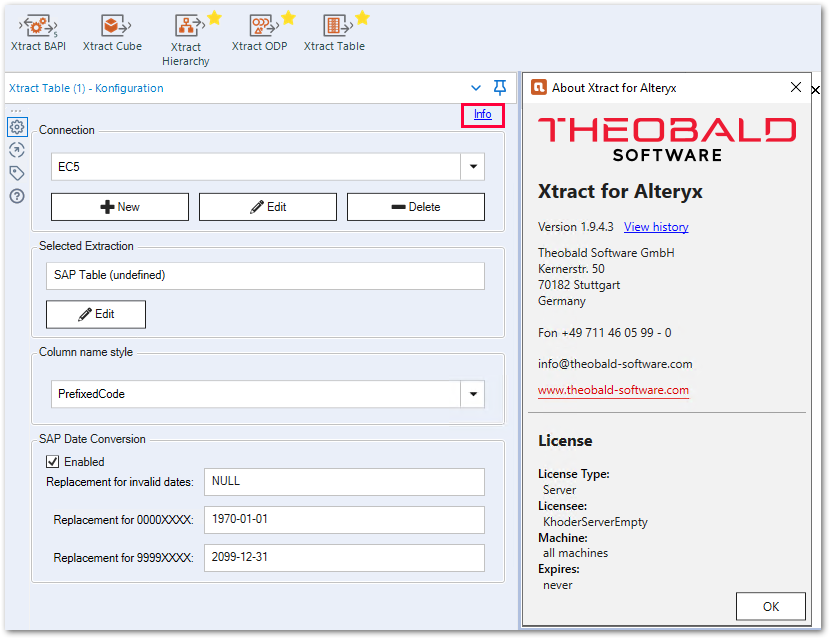 Xtract BAPI
Xtract Cube
Xtract
Hierarchy
Xtract ODP
Xtract Table
Xtract Table (1) - Konfiguration
Info
Connection
EC5
New
Edit
Delete
Selected Extraction
SAP Table (undefined)
Edit
Column name style
PrefixedCode
SAP Date Conversion
Enabled
Replacement for invalid dates:
NULL
Replacement for 0000XXXX:
1970-01-01
Replacement for 9999XXXX:
2099-12-31
About Xtract for Alteryx
THEOBALD
SOFTWARE
Xtract for Alteryx
Version 1.9.4.3 View history
Theobald Software GmbH
Kernerstr. 50
70182 Stuttgart
Germany
Fon +49 711 46 05 99 - 0
info@theobald-software.com
www.theobald-software.com
License
License Type:
Server
Licensee:
KhoderServerEmpty
Machine:
all machines
Expires:
never
OK